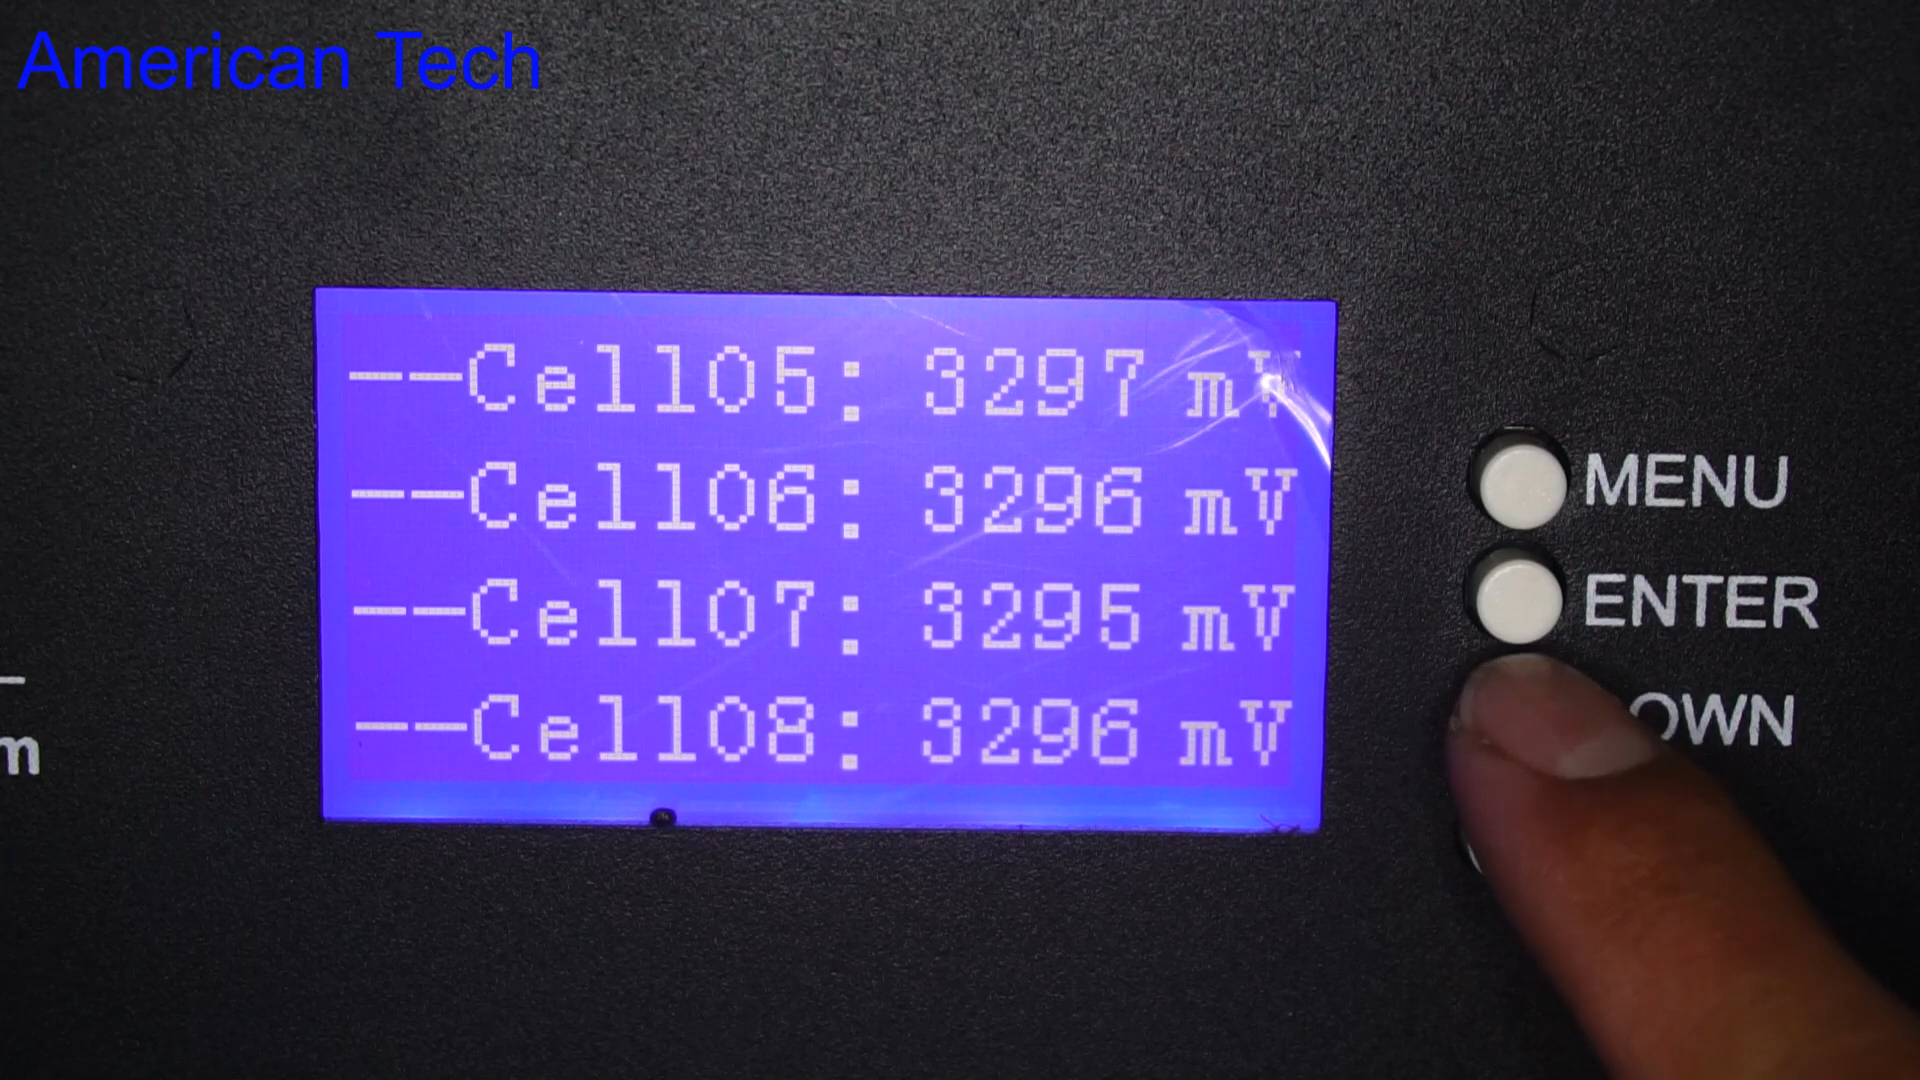 American Tech
--Cell05: 3297 mV
--Cell06: 3296 mV
--Cell07: 3295 mV
--Cell08: 3296 mV
MENU
ENTER
OWN
m